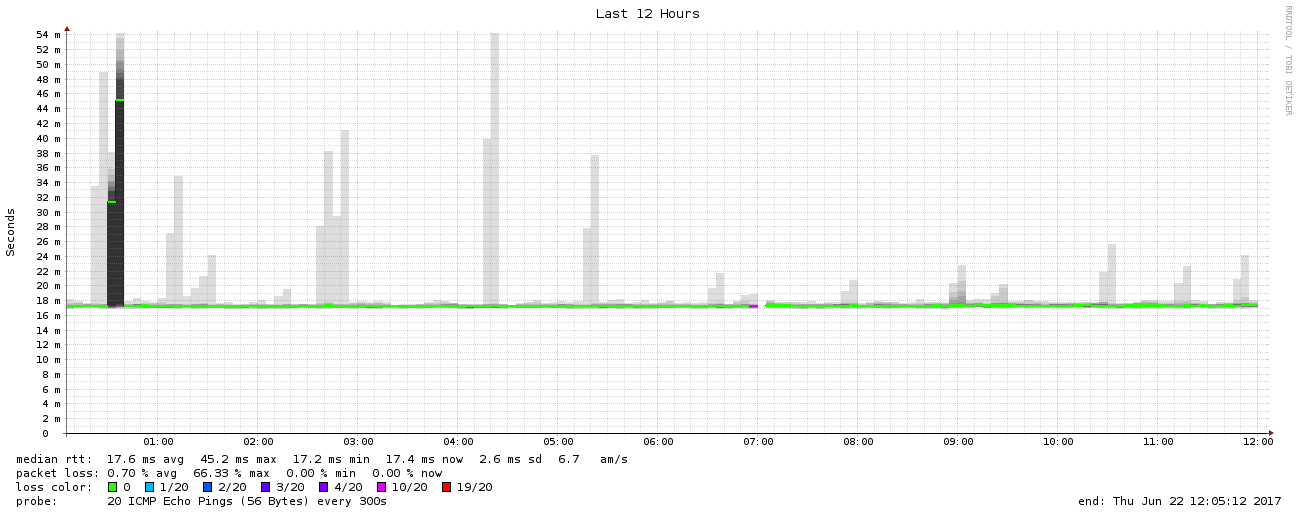 Last 12 Hours
RRDTOOL / TOBI OETIKER
Seconds
54 m
52 m
50 m
48 m
46 m
44 m
42 m
40 m
38 m
36 m
34 m
32 m
30 m
28 m
26 m
24 m
22 m
20 m
18 m
16 m
14 m
12 m
10 m
8 m
6 m
4 m
2 m
0
01:00 02:00 03:00 04:00 05:00 06:00 07:00 08:00 09:00 10:00 11:00 12:00
median rtt: 17.6 ms avg 45.2 ms max 17.2 ms min 17.4 ms now 2.6 ms sd 6.7 am/s
packet loss: 0.70 % avg 66.33 % max 0.00 % min 0.00 % now
loss color: 0 1/20 2/20 3/20 4/20 10/20 19/20
probe: 20 ICMP Echo Pings (56 Bytes) every 300s end: Thu Jun 22 12:05:12 2017